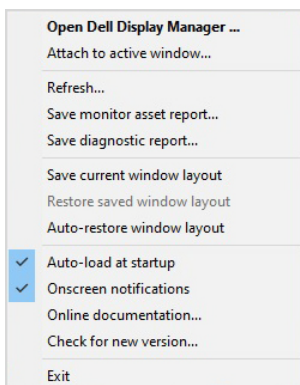 Open Dell Display Manager ...
Attach to active window...
Refresh...
Save monitor asset report...
Save diagnostic report...
Save current window layout
Restore saved window layout
Auto-restore window layout
Auto-load at startup
Onscreen notifications
Online documentation...
Check for new version...
Exit